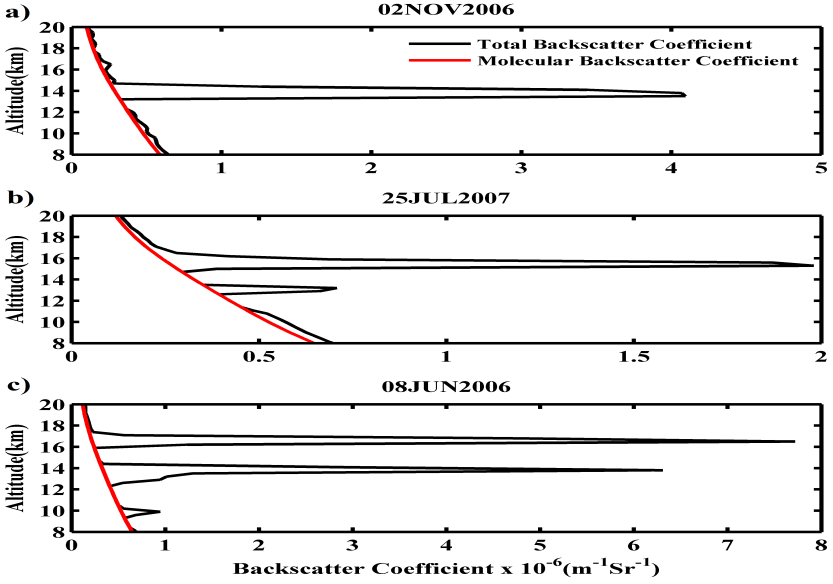 a)
02NOV2006
Total Backscatter Coefficient
Molecular Backscatter Coefficient
Altitude(km)
20
18
16
14
12
10
8
0 1 2 3 4 5
b)
25JUL2007
Altitude(km)
20
18
16
14
12
10
8
0 0.5 1 1.5 2
c)
08JUN2006
Altitude(km)
20
18
16
14
12
10
8
0 1 2 3 4 5 6 7 8
Backscatter Coefficient x 10⁻⁶(m⁻¹Sr⁻¹)